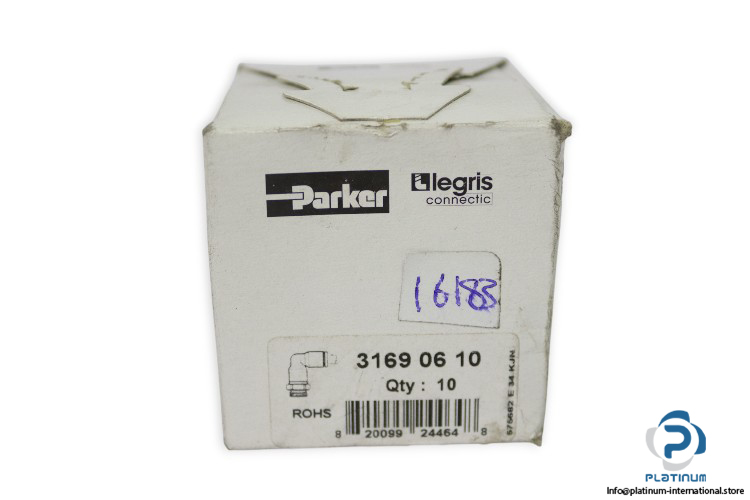 Parker
legris
connectic
16183
3169 06 10
Qty : 10
ROHS
8 20099 24464 8
575682 E 34 KJN
PLATINUM
Info@platinum-international.store